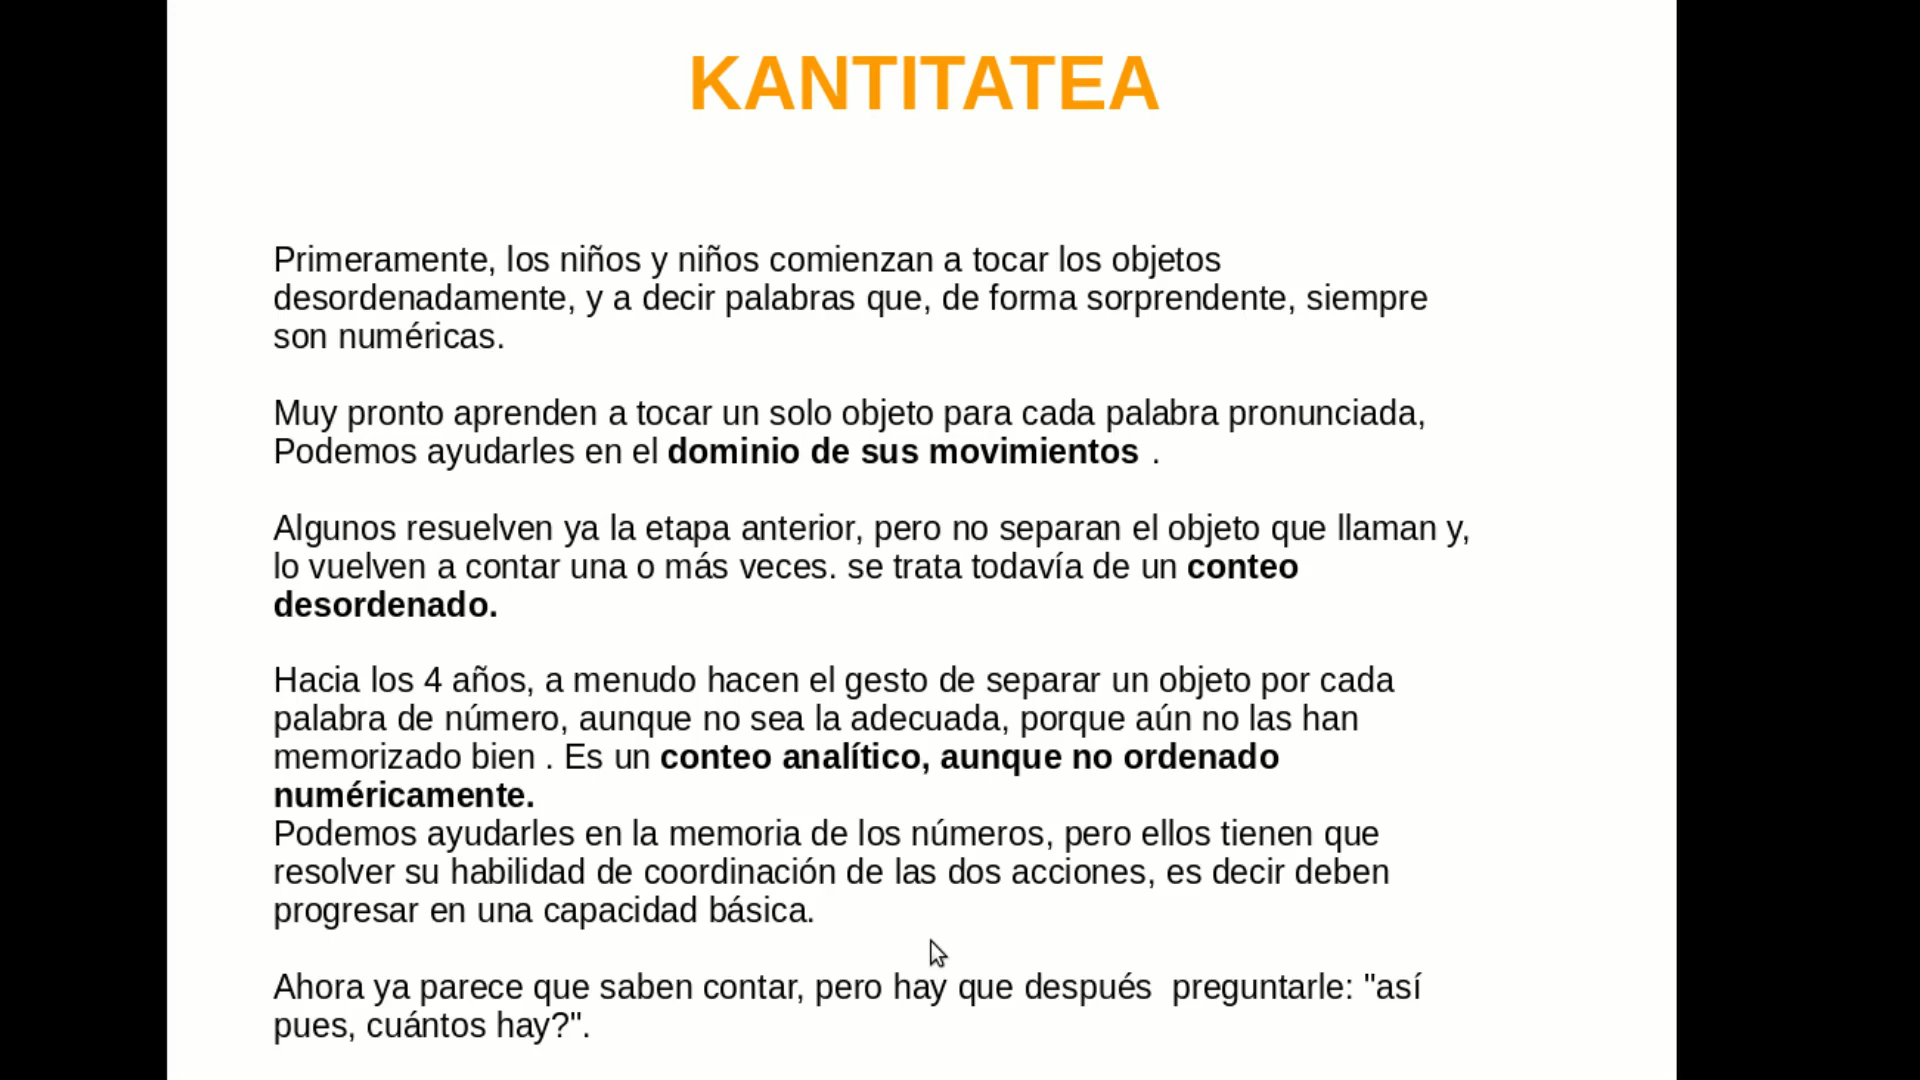 KANTITATEA
Primeramente, los niños y niños comienzan a tocar los objetos
desordenadamente, y a decir palabras que, de forma sorprendente, siempre
son numéricas.
Muy pronto aprenden a tocar un solo objeto para cada palabra pronunciada,
Podemos ayudarles en el dominio de sus movimientos .
Algunos resuelven ya la etapa anterior, pero no separan el objeto que llaman y,
lo vuelven a contar una o más veces. se trata todavía de un conteo
desordenado.
Hacia los 4 años, a menudo hacen el gesto de separar un objeto por cada
palabra de número, aunque no sea la adecuada, porque aún no las han
memorizado bien . Es un conteo analítico, aunque no ordenado
numéricamente.
Podemos ayudarles en la memoria de los números, pero ellos tienen que
resolver su habilidad de coordinación de las dos acciones, es decir deben
progresar en una capacidad básica.
Ahora ya parece que saben contar, pero hay que después  preguntarle: "así
pues, cuántos hay?".